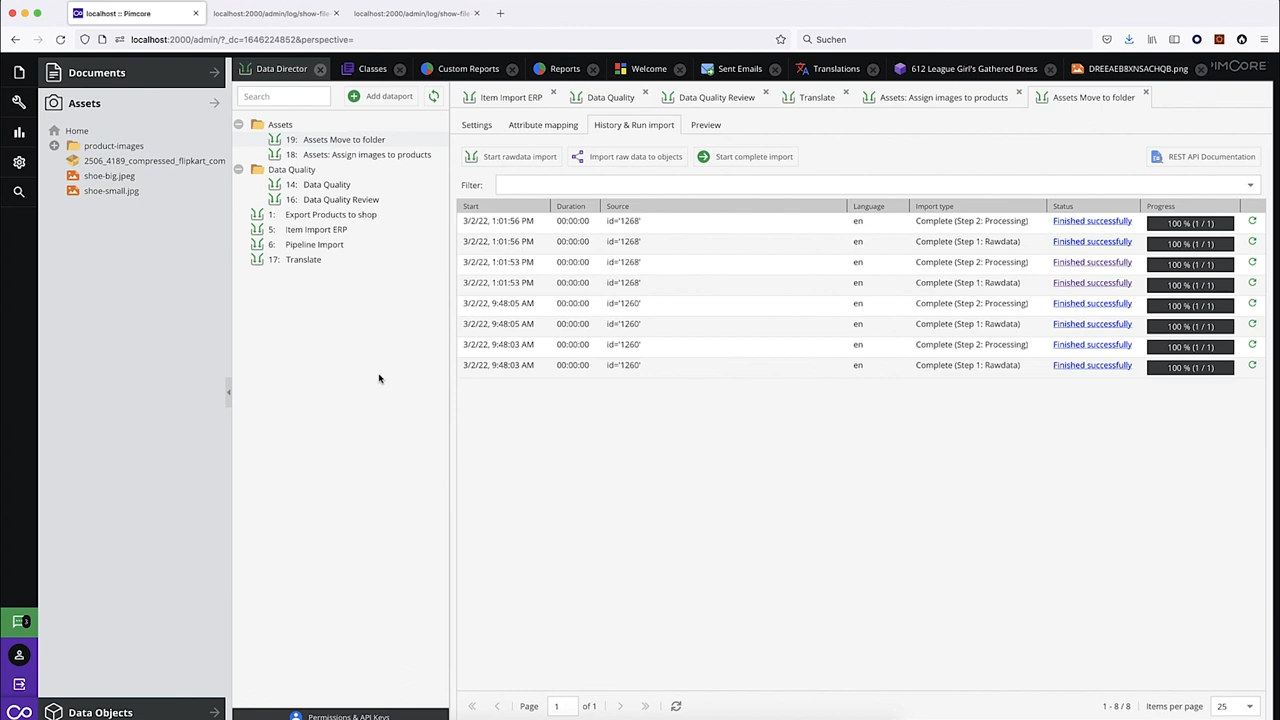 localhost :: Pimcore
localhost:2000/admin/log/show-file
localhost:2000/admin/log/show-file
localhost:2000/admin/?_dc=1646224852&perspective=
Suchen
Documents
Data Director
Classes
Custom Reports
Reports
Welcome
Sent Emails
Translations
612 League Girl's Gathered Dress
DREEAEB8XNSACHQB.png
IMCORE
Search
Add dataport
Item Import ERP
Data Quality
Data Quality Review
Translate
Assets: Assign images to products
Assets Move to folder
Assets
Home
product-images
2506_4189_compressed_flipkart_com
shoe-big.jpeg
shoe-small.jpg
Assets
19: Assets Move to folder
18: Assets: Assign images to products
Data Quality
14: Data Quality
16: Data Quality Review
1: Export Products to shop
5: Item Import ERP
6: Pipeline Import
17: Translate
Settings
Attribute mapping
History & Run import
Preview
Start rawdata import
Import raw data to objects
Start complete import
REST API Documentation
Filter:
Start Duration Source Language Import type Status Progress
3/2/22, 1:01:56 PM 00:00:00 id='1268' en Complete (Step 2: Processing) Finished successfully 100 % (1 / 1)
3/2/22, 1:01:56 PM 00:00:00 id='1268' en Complete (Step 1: Rawdata) Finished successfully 100 % (1 / 1)
3/2/22, 1:01:53 PM 00:00:00 id='1268' en Complete (Step 2: Processing) Finished successfully 100 % (1 / 1)
3/2/22, 1:01:53 PM 00:00:00 id='1268' en Complete (Step 1: Rawdata) Finished successfully 100 % (1 / 1)
3/2/22, 9:48:05 AM 00:00:00 id='1260' en Complete (Step 2: Processing) Finished successfully 100 % (1 / 1)
3/2/22, 9:48:05 AM 00:00:00 id='1260' en Complete (Step 1: Rawdata) Finished successfully 100 % (1 / 1)
3/2/22, 9:48:03 AM 00:00:00 id='1260' en Complete (Step 2: Processing) Finished successfully 100 % (1 / 1)
3/2/22, 9:48:03 AM 00:00:00 id='1260' en Complete (Step 1: Rawdata) Finished successfully 100 % (1 / 1)
Page 1 of 1
1 - 8 / 8 Items per page 25
Data Objects
Permissions & API Keys